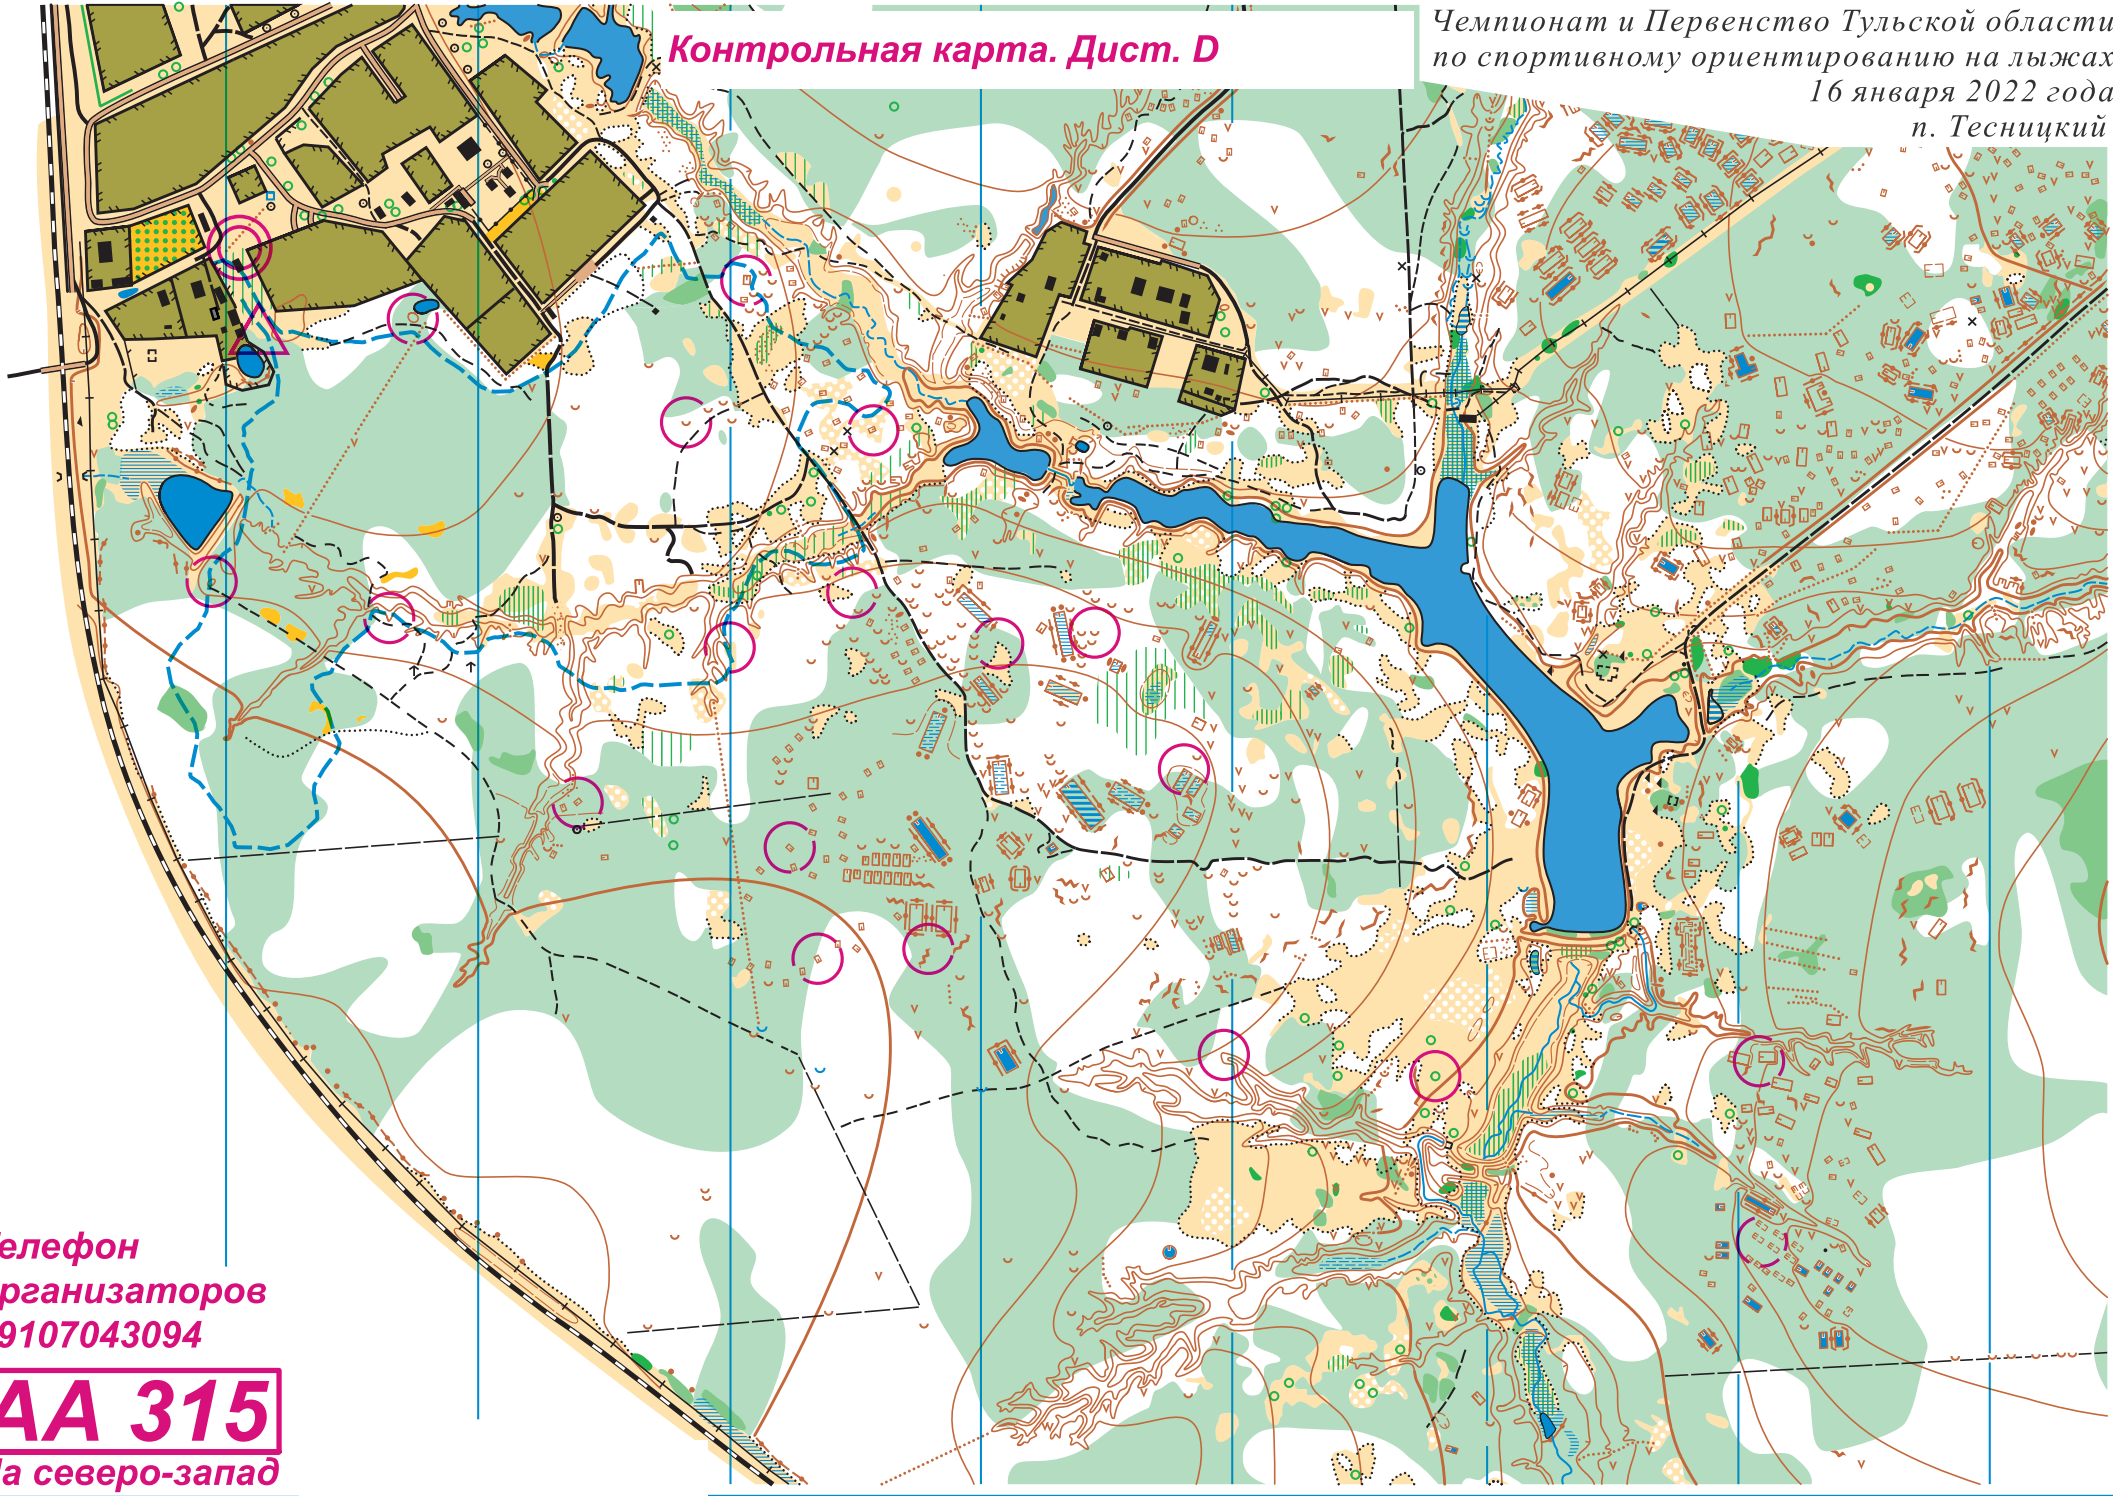 Контрольная карта. Дист. D
Чемпионат и Первенство Тульской области
по спортивному ориентированию на лыжах
16 января 2022 года
п. Тесницкий
елефон
рганизаторов
9107043094
АА 315
а северо-запад